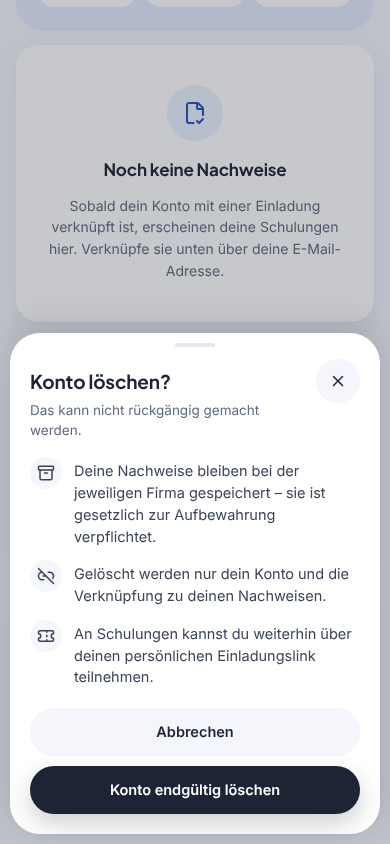 Noch keine Nachweise
Sobald dein Konto mit einer Einladung
verknüpft ist, erscheinen deine Schulungen
hier. Verknüpfe sie unten über deine E-Mail-
Adresse.
Konto löschen?
Das kann nicht rückgängig gemacht
werden.
Deine Nachweise bleiben bei der
jeweiligen Firma gespeichert – sie ist
gesetzlich zur Aufbewahrung
verpflichtet.
Gelöscht werden nur dein Konto und die
Verknüpfung zu deinen Nachweisen.
An Schulungen kannst du weiterhin über
deinen persönlichen Einladungslink
teilnehmen.
Abbrechen
Konto endgültig löschen